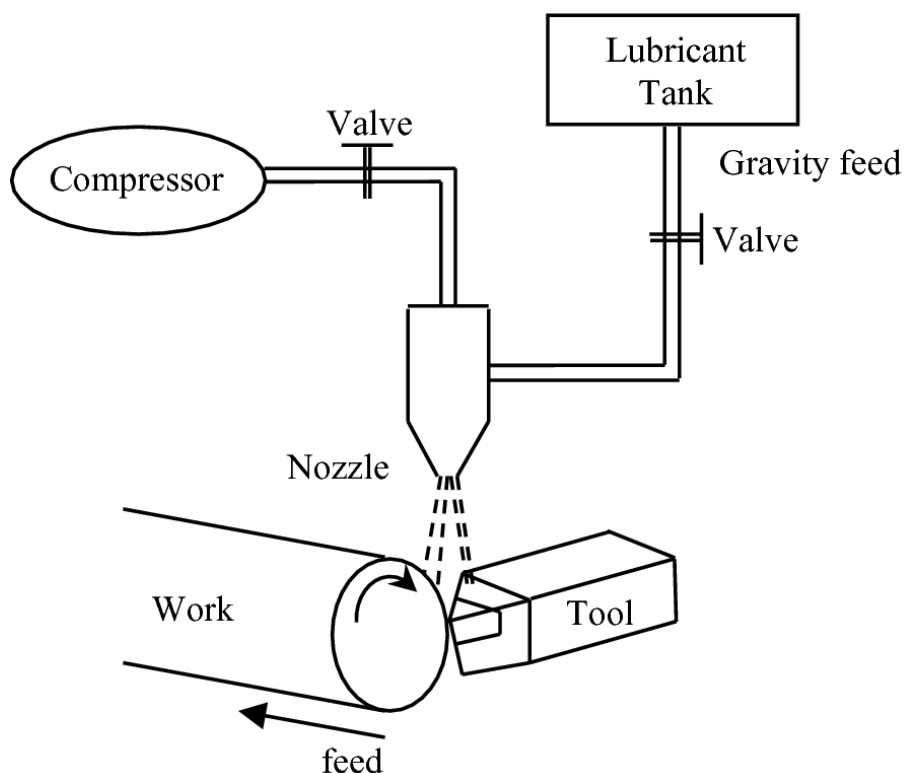 Lubricant
Tank
Valve
Compressor
Gravity feed
Valve
Nozzle
Work
Tool
feed